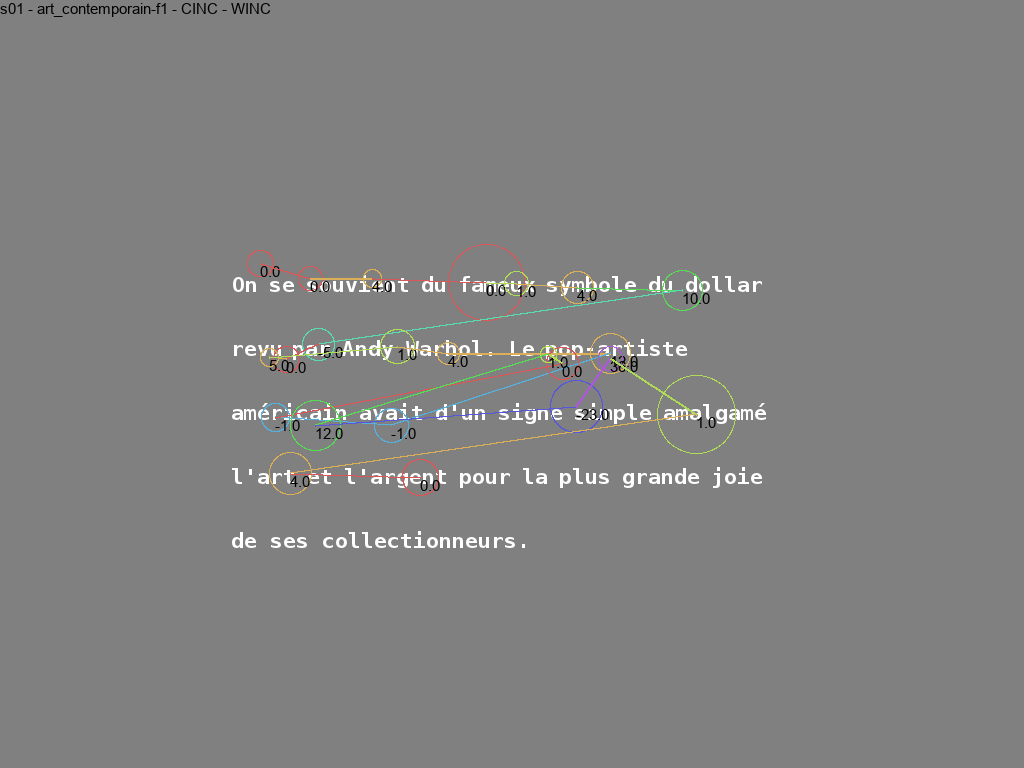 s01 - art_contemporain-f1 - CINC - WINC
0.0
0.0 4.0 0.0 1.0 4.0 10.0
On se souvient du fameux symbole du dollar
5.0 0.0 -5.0 1.0 4.0 1.0 0.0
revu par Andy Warhol. Le pop-artiste
-1.0 12.0 -1.0 -23.0 1.0
américain avait d'un signe simple amalgamé
4.0 0.0
l'art et l'argent pour la plus grande joie
de ses collectionneurs.